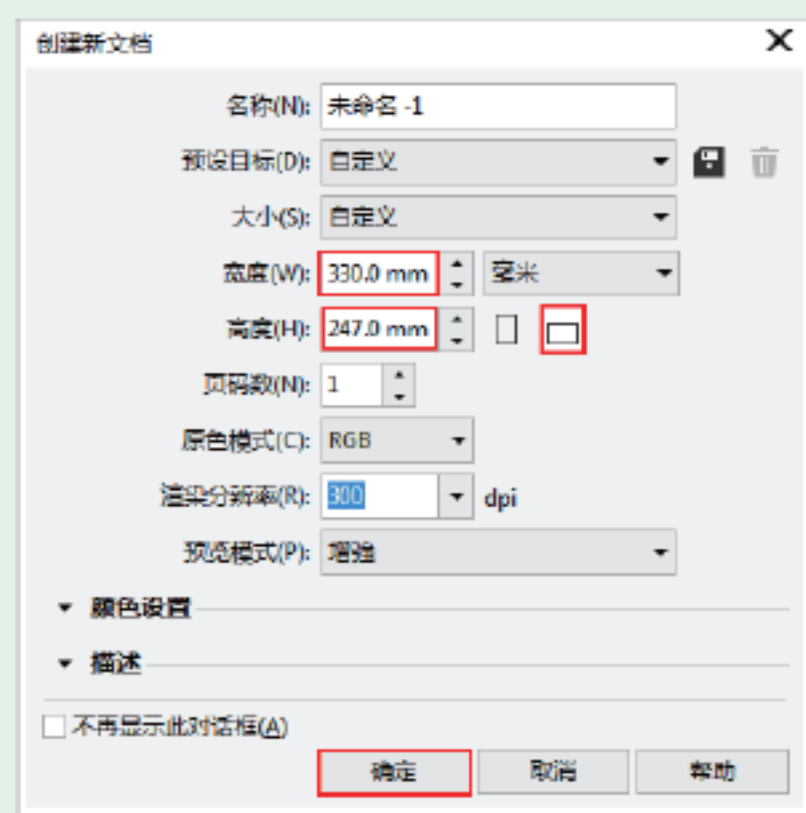 创建新文档
名称(N): 未命名 -1
预设目标(D): 自定义
大小(S): 自定义
宽度(W): 330.0 mm 毫米
高度(H): 247.0 mm
页码数(N): 1
原色模式(C): RGB
渲染分辨率(R): 300 dpi
预览模式(P): 增强
颜色设置
描述
不再显示此对话框(A)
确定 取消 帮助